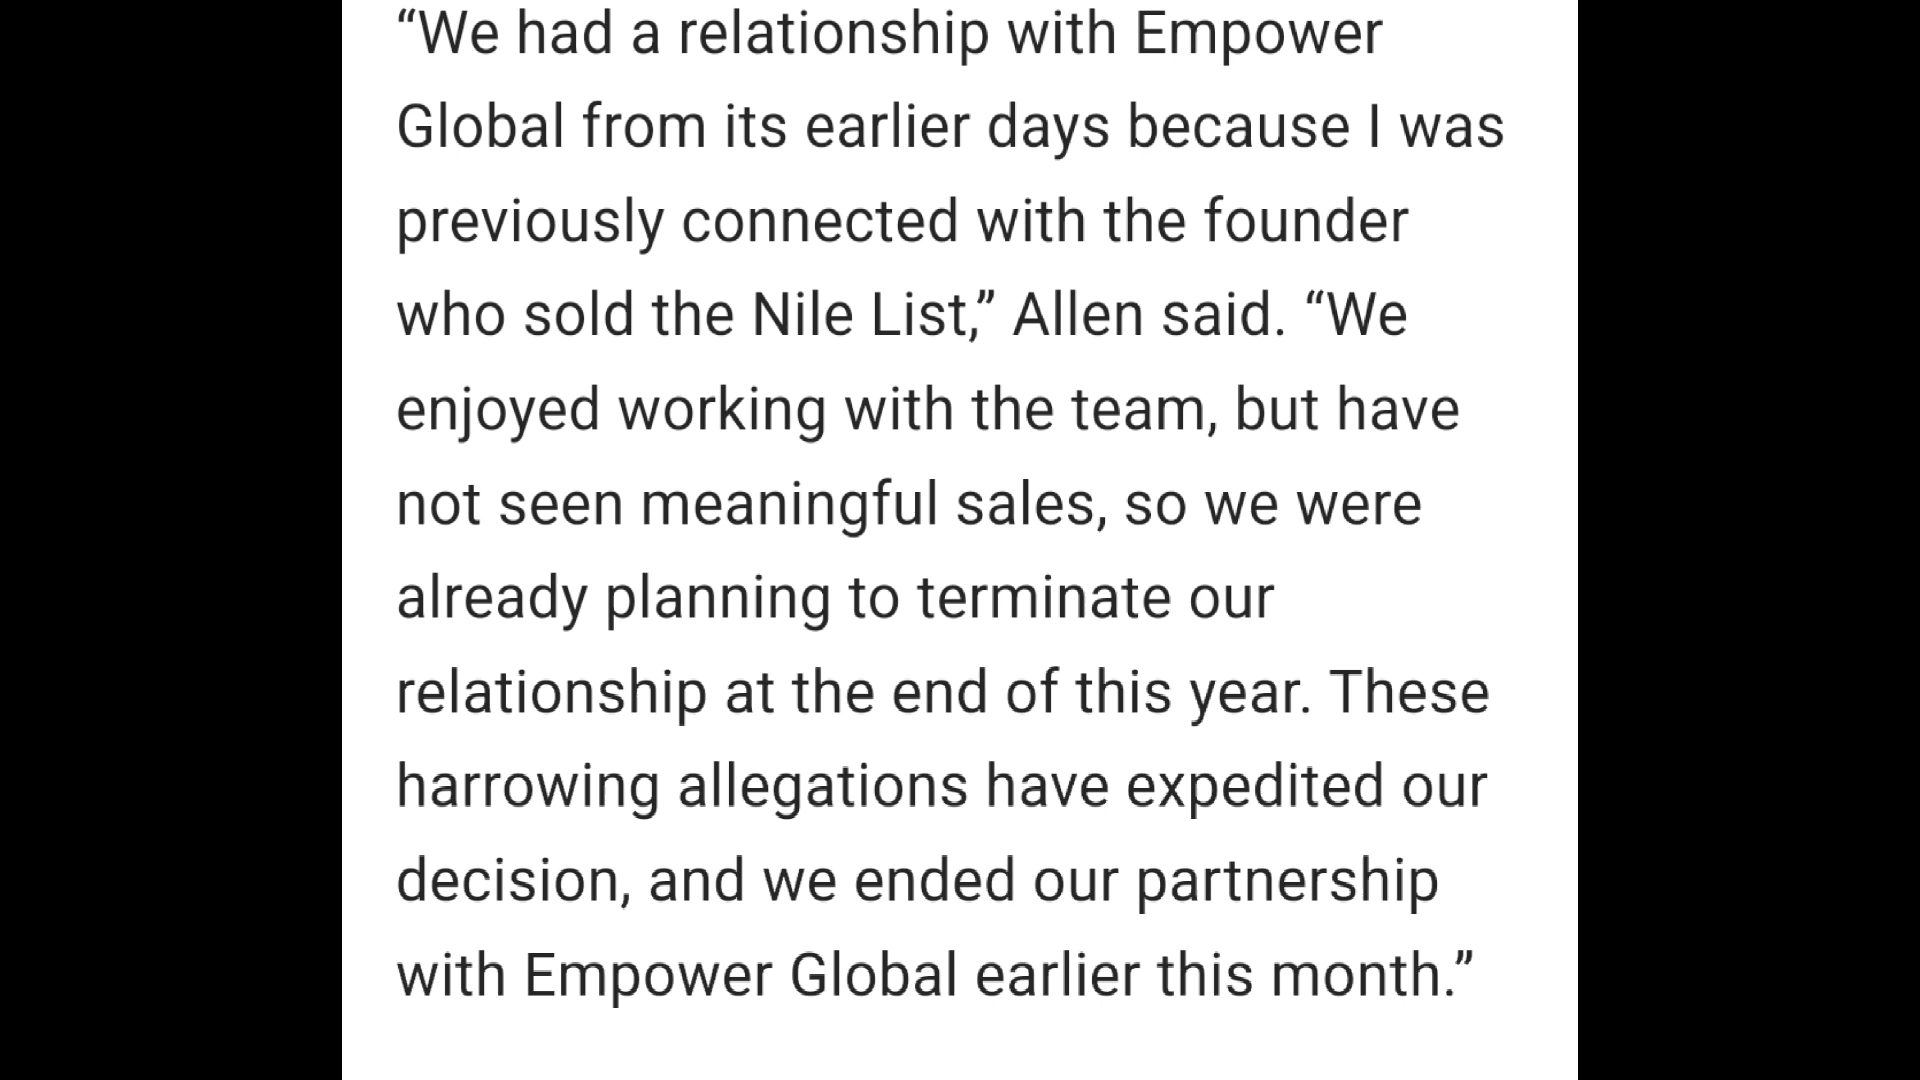 “We had a relationship with Empower
Global from its earlier days because I was
previously connected with the founder
who sold the Nile List,” Allen said. “We
enjoyed working with the team, but have
not seen meaningful sales, so we were
already planning to terminate our
relationship at the end of this year. These
harrowing allegations have expedited our
decision, and we ended our partnership
with Empower Global earlier this month.”